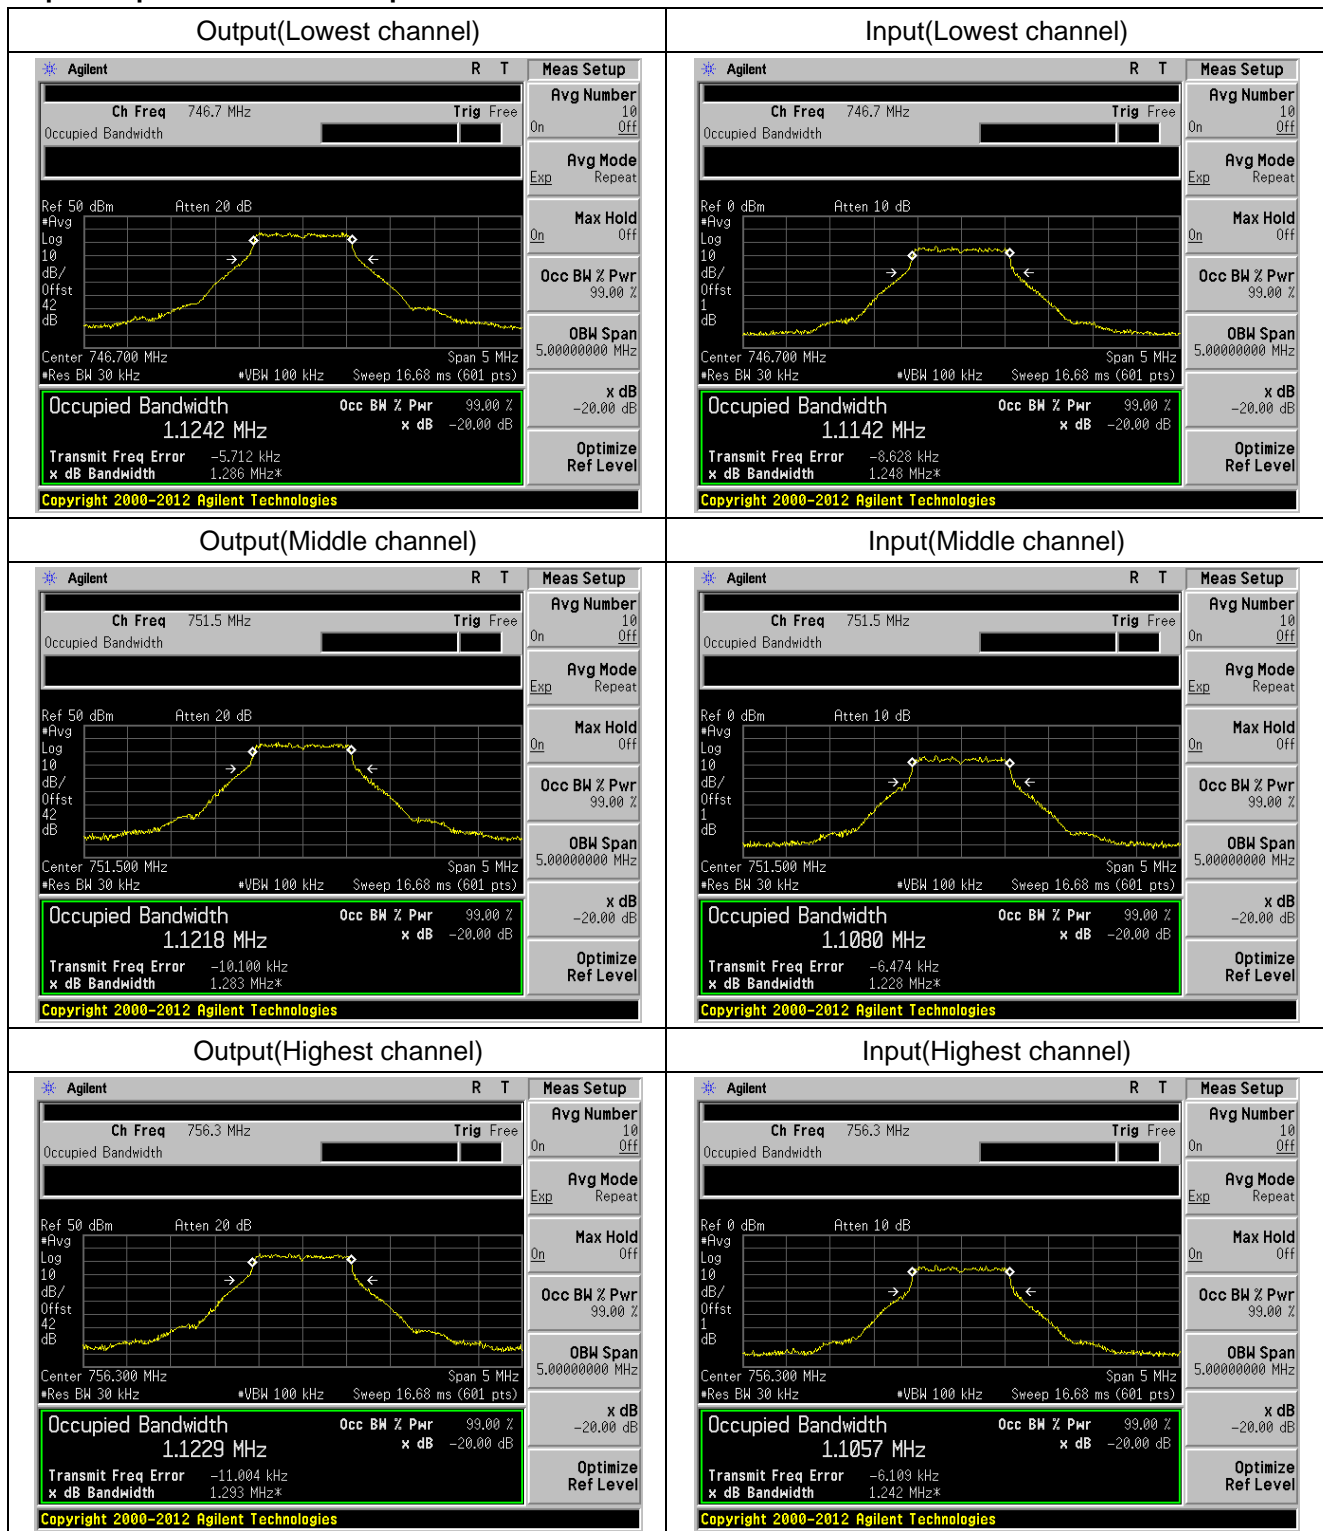 Output(Lowest channel)
Agilent R T
Ch Freq 746.7 MHz Trig Free
Occupied Bandwidth
Ref 50 dBm Atten 20 dB
#Avg
Log
10
dB/
Offst
42
dB
Center 746.700 MHz Span 5 MHz
#Res BW 30 kHz #VBW 100 kHz Sweep 16.68 ms (601 pts)
Occupied Bandwidth Occ BW % Pwr 99.00 %
1.1242 MHz x dB -20.00 dB
Transmit Freq Error -5.712 kHz
x dB Bandwidth 1.286 MHz*
Copyright 2000-2012 Agilent Technologies
Meas Setup
Avg Number
10
On Off
Avg Mode
Exp Repeat
Max Hold
On Off
Occ BW % Pwr
99.00 %
OBW Span
5.00000000 MHz
x dB
-20.00 dB
Optimize
Ref Level
Input(Lowest channel)
Agilent R T
Ch Freq 746.7 MHz Trig Free
Occupied Bandwidth
Ref 0 dBm Atten 10 dB
#Avg
Log
10
dB/
Offst
1
dB
Center 746.700 MHz Span 5 MHz
#Res BW 30 kHz #VBW 100 kHz Sweep 16.68 ms (601 pts)
Occupied Bandwidth Occ BW % Pwr 99.00 %
1.1142 MHz x dB -20.00 dB
Transmit Freq Error -8.628 kHz
x dB Bandwidth 1.248 MHz*
Copyright 2000-2012 Agilent Technologies
Meas Setup
Avg Number
10
On Off
Avg Mode
Exp Repeat
Max Hold
On Off
Occ BW % Pwr
99.00 %
OBW Span
5.00000000 MHz
x dB
-20.00 dB
Optimize
Ref Level
Output(Middle channel)
Agilent R T
Ch Freq 751.5 MHz Trig Free
Occupied Bandwidth
Ref 50 dBm Atten 20 dB
#Avg
Log
10
dB/
Offst
42
dB
Center 751.500 MHz Span 5 MHz
#Res BW 30 kHz #VBW 100 kHz Sweep 16.68 ms (601 pts)
Occupied Bandwidth Occ BW % Pwr 99.00 %
1.1218 MHz x dB -20.00 dB
Transmit Freq Error -10.100 kHz
x dB Bandwidth 1.283 MHz*
Copyright 2000-2012 Agilent Technologies
Meas Setup
Avg Number
10
On Off
Avg Mode
Exp Repeat
Max Hold
On Off
Occ BW % Pwr
99.00 %
OBW Span
5.00000000 MHz
x dB
-20.00 dB
Optimize
Ref Level
Input(Middle channel)
Agilent R T
Ch Freq 751.5 MHz Trig Free
Occupied Bandwidth
Ref 0 dBm Atten 10 dB
#Avg
Log
10
dB/
Offst
1
dB
Center 751.500 MHz Span 5 MHz
#Res BW 30 kHz #VBW 100 kHz Sweep 16.68 ms (601 pts)
Occupied Bandwidth Occ BW % Pwr 99.00 %
1.1080 MHz x dB -20.00 dB
Transmit Freq Error -6.474 kHz
x dB Bandwidth 1.228 MHz*
Copyright 2000-2012 Agilent Technologies
Meas Setup
Avg Number
10
On Off
Avg Mode
Exp Repeat
Max Hold
On Off
Occ BW % Pwr
99.00 %
OBW Span
5.00000000 MHz
x dB
-20.00 dB
Optimize
Ref Level
Output(Highest channel)
Agilent R T
Ch Freq 756.3 MHz Trig Free
Occupied Bandwidth
Ref 50 dBm Atten 20 dB
#Avg
Log
10
dB/
Offst
42
dB
Center 756.300 MHz Span 5 MHz
#Res BW 30 kHz #VBW 100 kHz Sweep 16.68 ms (601 pts)
Occupied Bandwidth Occ BW % Pwr 99.00 %
1.1229 MHz x dB -20.00 dB
Transmit Freq Error -11.004 kHz
x dB Bandwidth 1.293 MHz*
Copyright 2000-2012 Agilent Technologies
Meas Setup
Avg Number
10
On Off
Avg Mode
Exp Repeat
Max Hold
On Off
Occ BW % Pwr
99.00 %
OBW Span
5.00000000 MHz
x dB
-20.00 dB
Optimize
Ref Level
Input(Highest channel)
Agilent R T
Ch Freq 756.3 MHz Trig Free
Occupied Bandwidth
Ref 0 dBm Atten 10 dB
#Avg
Log
10
dB/
Offst
1
dB
Center 756.300 MHz Span 5 MHz
#Res BW 30 kHz #VBW 100 kHz Sweep 16.68 ms (601 pts)
Occupied Bandwidth Occ BW % Pwr 99.00 %
1.1057 MHz x dB -20.00 dB
Transmit Freq Error -6.109 kHz
x dB Bandwidth 1.242 MHz*
Copyright 2000-2012 Agilent Technologies
Meas Setup
Avg Number
10
On Off
Avg Mode
Exp Repeat
Max Hold
On Off
Occ BW % Pwr
99.00 %
OBW Span
5.00000000 MHz
x dB
-20.00 dB
Optimize
Ref Level